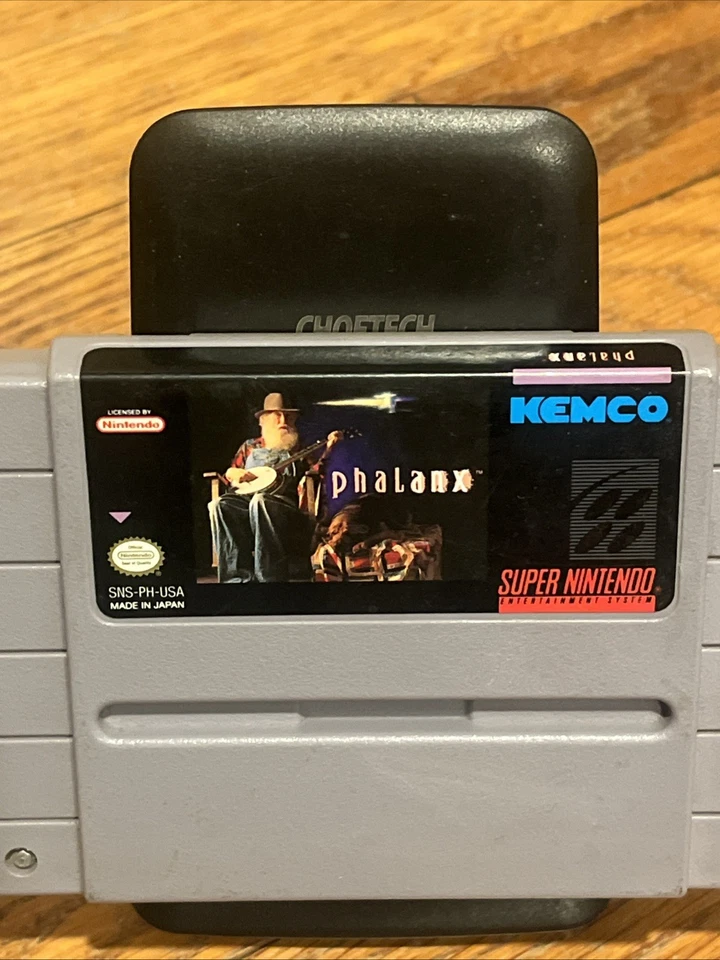 CHOETECH
phalanx
LICENSED BY
Nintendo
KEMCO
phalanx™
Official
Nintendo
Seal of Quality
SNS-PH-USA
MADE IN JAPAN
SUPER NINTENDO
ENTERTAINMENT SYSTEM